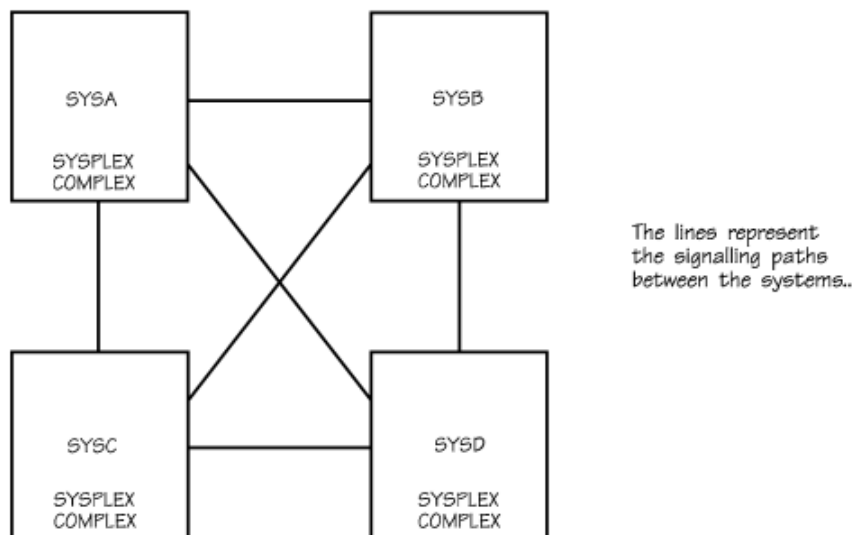 SYSA
SYSPLEX
COMPLEX
SYSB
SYSPLEX
COMPLEX
The lines represent
the signalling paths
between the systems..
SYSC
SYSPLEX
COMPLEX
SYSD
SYSPLEX
COMPLEX